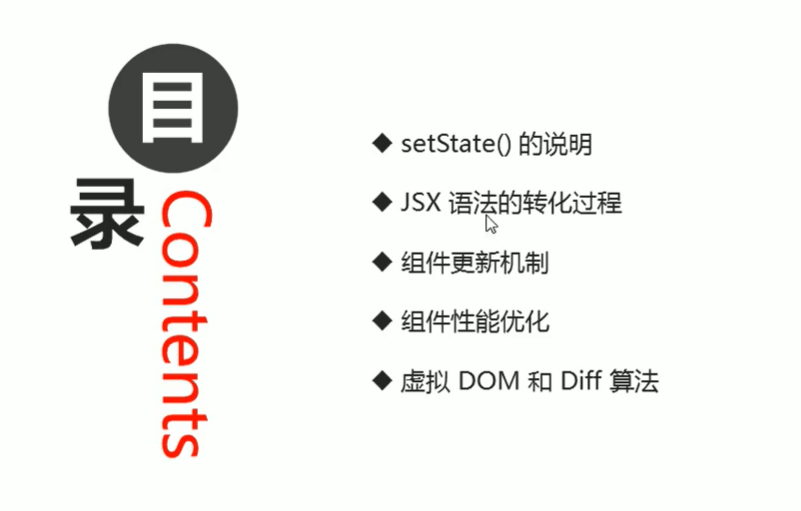 目录
Contents
◆ setState() 的说明
◆ JSX 语法的转化过程
◆ 组件更新机制
◆ 组件性能优化
◆ 虚拟 DOM 和 Diff 算法